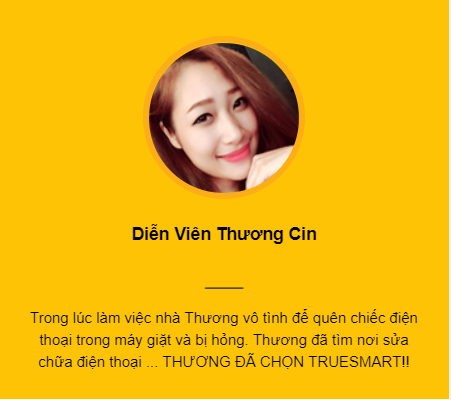 Diễn Viên Thương Cin
Trong lúc làm việc nhà Thương vô tình để quên chiếc điện
thoại trong máy giặt và bị hỏng. Thương đã tìm nơi sửa
chữa điện thoại ... THƯƠNG ĐÃ CHỌN TRUESMART!!